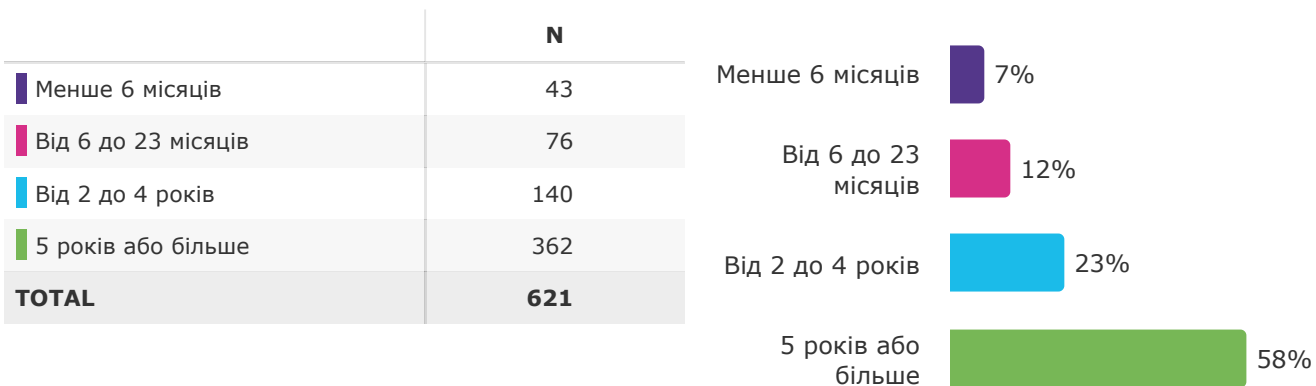 N
Менше 6 місяців 43
Від 6 до 23 місяців 76
Від 2 до 4 років 140
5 років або більше 362
TOTAL 621
Менше 6 місяців 7%
Від 6 до 23
місяців
12%
Від 2 до 4 років 23%
5 років або
більше
58%